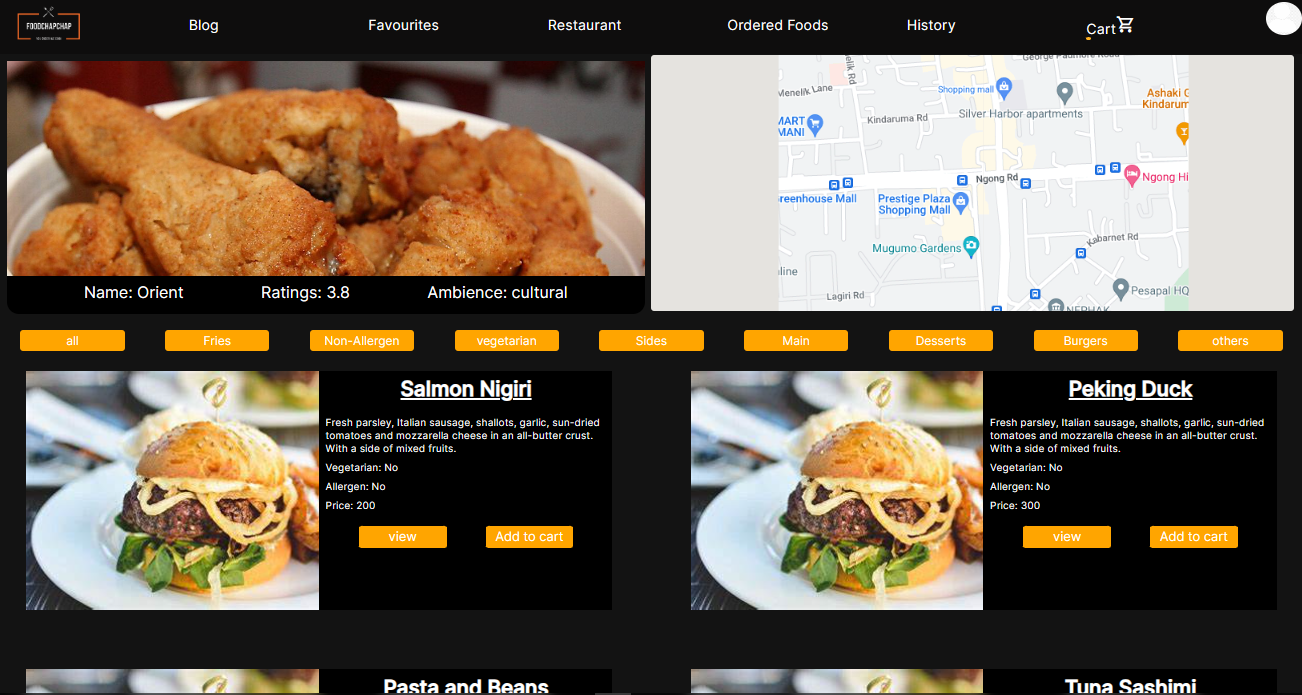 FOODCHAPCHAP
Blog
Favourites
Restaurant
Ordered Foods
History
Cart
Menelik Lane
Kindaruma Rd
Shopping mall
Silver Harbor apartments
George Padmore Road
Ashaki G
Kindarum
MART
MANI
Ngong Rd
Ngong Hi
Greenhouse Mall
Prestige Plaza
Shopping Mall
Mugumo Gardens
Kabarnet Rd
nline
Lagiri Rd
Pesapal HQ
NEPHAK
Name: Orient
Ratings: 3.8
Ambience: cultural
all
Fries
Non-Allergen
vegetarian
Sides
Main
Desserts
Burgers
others
Salmon Nigiri
Fresh parsley, Italian sausage, shallots, garlic, sun-dried
tomatoes and mozzarella cheese in an all-butter crust.
With a side of mixed fruits.
Vegetarian: No
Allergen: No
Price: 200
view
Add to cart
Peking Duck
Fresh parsley, Italian sausage, shallots, garlic, sun-dried
tomatoes and mozzarella cheese in an all-butter crust.
With a side of mixed fruits.
Vegetarian: No
Allergen: No
Price: 300
view
Add to cart
Pasta and Beans
Tuna Sashimi